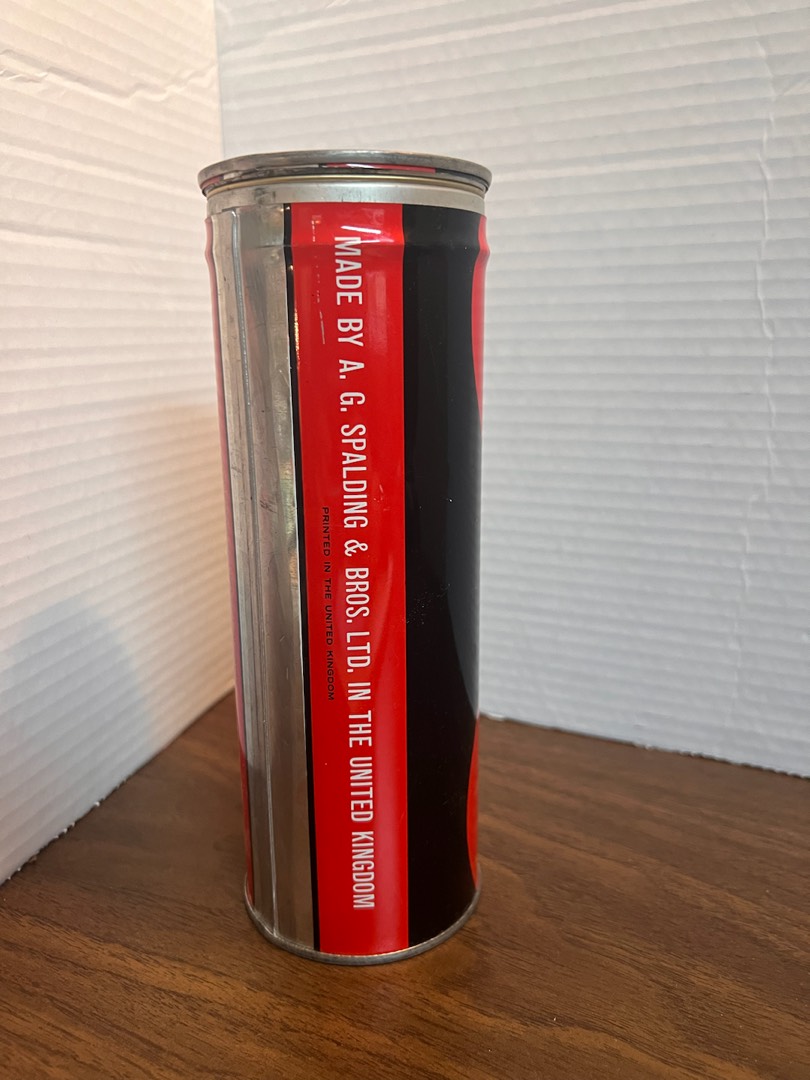 MADE BY A. G. SPALDING & BROS. LTD. IN THE UNITED KINGDOM
PRINTED IN THE UNITED KINGDOM